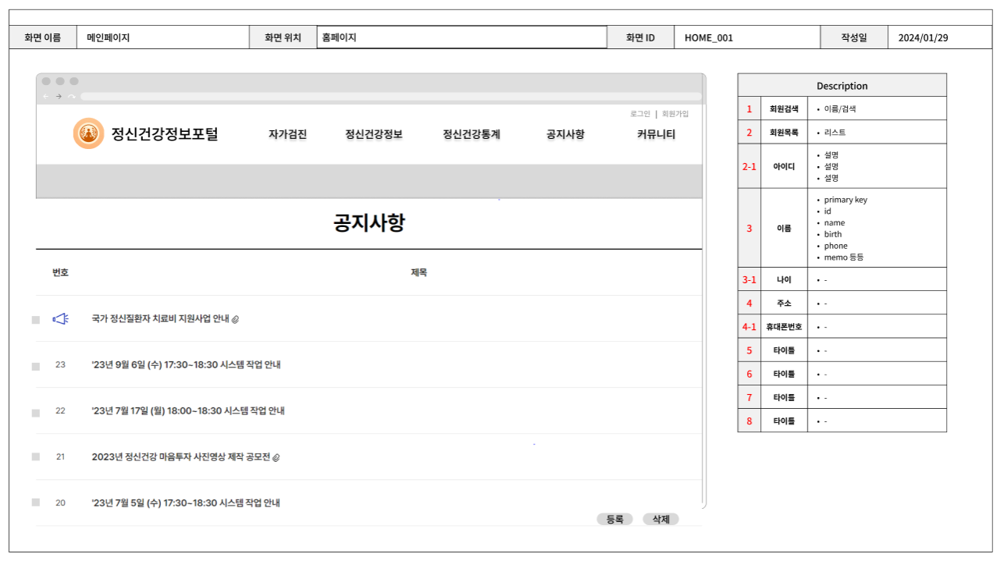 화면 이름 메인페이지 화면 위치 홈페이지 화면 ID HOME_001 작성일 2024/01/29
로그인 | 회원가입
정신건강정보포털 자가검진 정신건강정보 정신건강통계 공지사항 커뮤니티
공지사항
번호 제목
국가 정신질환자 치료비 지원사업 안내
23 '23년 9월 6일 (수) 17:30~18:30 시스템 작업 안내
22 '23년 7월 17일 (월) 18:00~18:30 시스템 작업 안내
21 2023년 정신건강 마음투자 사진영상 제작 공모전
20 '23년 7월 5일 (수) 17:30~18:30 시스템 작업 안내
등록 삭제
Description
1 회원검색 • 이름/검색
2 회원목록 • 리스트
2-1 아이디 • 설명
• 설명
• 설명
3 이름 • primary key
• id
• name
• birth
• phone
• memo 등등
3-1 나이 • -
4 주소 • -
4-1 휴대폰번호 • -
5 타이틀 • -
6 타이틀 • -
7 타이틀 • -
8 타이틀 • -